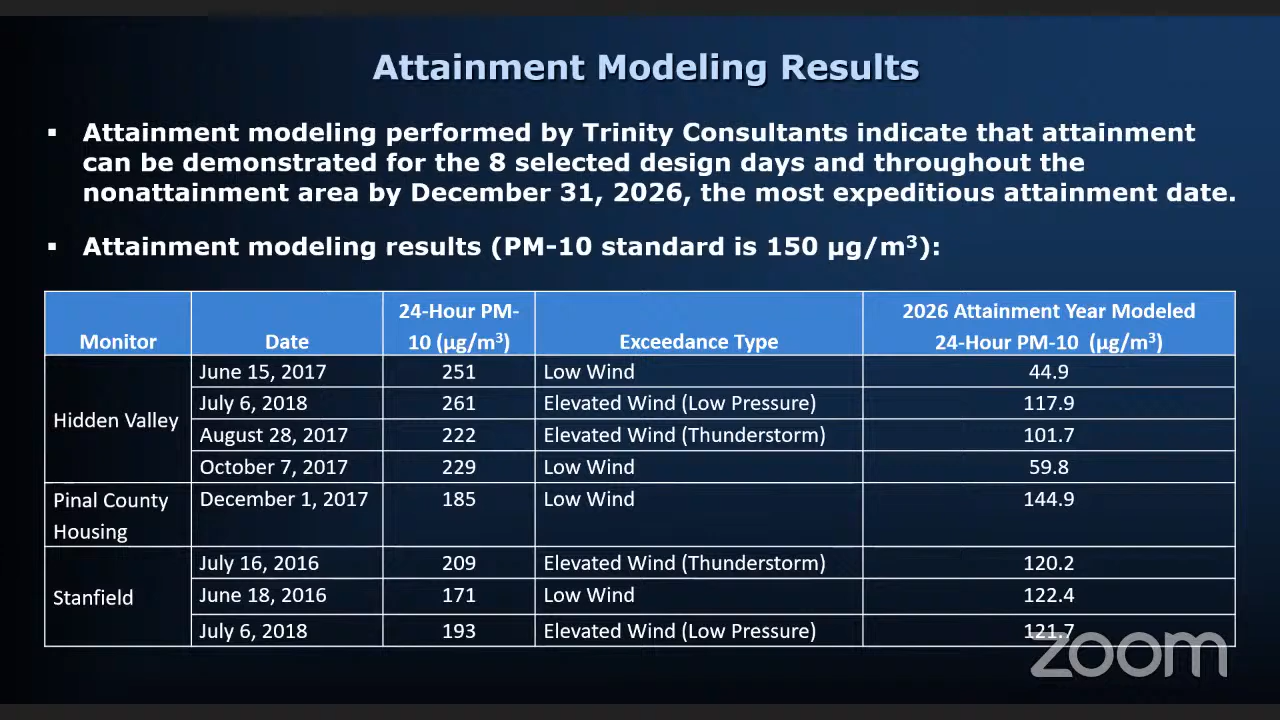 Attainment Modeling Results
▪ Attainment modeling performed by Trinity Consultants indicate that attainment
can be demonstrated for the 8 selected design days and throughout the
nonattainment area by December 31, 2026, the most expeditious attainment date.
▪ Attainment modeling results (PM-10 standard is 150 µg/m³):
Monitor | Date | 24-Hour PM-10 (µg/m³) | Exceedance Type | 2026 Attainment Year Modeled 24-Hour PM-10 (µg/m³)
Hidden Valley | June 15, 2017 | 251 | Low Wind | 44.9
July 6, 2018 | 261 | Elevated Wind (Low Pressure) | 117.9
August 28, 2017 | 222 | Elevated Wind (Thunderstorm) | 101.7
October 7, 2017 | 229 | Low Wind | 59.8
Pinal County Housing | December 1, 2017 | 185 | Low Wind | 144.9
Stanfield | July 16, 2016 | 209 | Elevated Wind (Thunderstorm) | 120.2
June 18, 2016 | 171 | Low Wind | 122.4
July 6, 2018 | 193 | Elevated Wind (Low Pressure) | 121.7
zoom